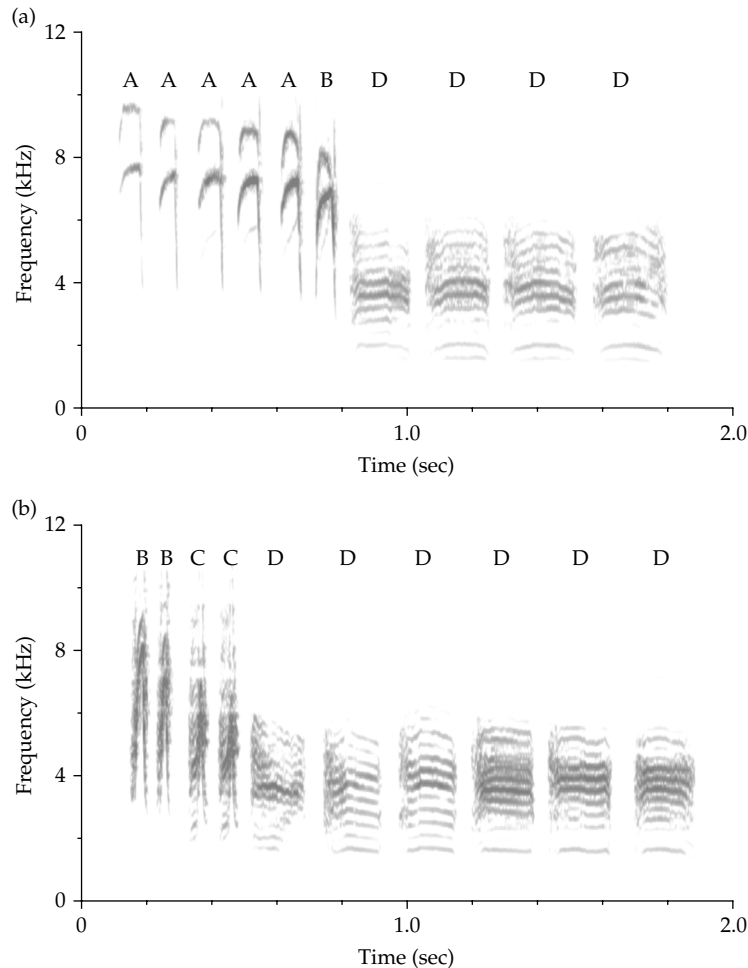 (a)
12
A A A A A B D D D D
8
Frequency (kHz)
4
0
0 1.0 2.0
Time (sec)
(b)
12
B B C C D D D D D D
8
Frequency (kHz)
4
0
0 1.0 2.0
Time (sec)